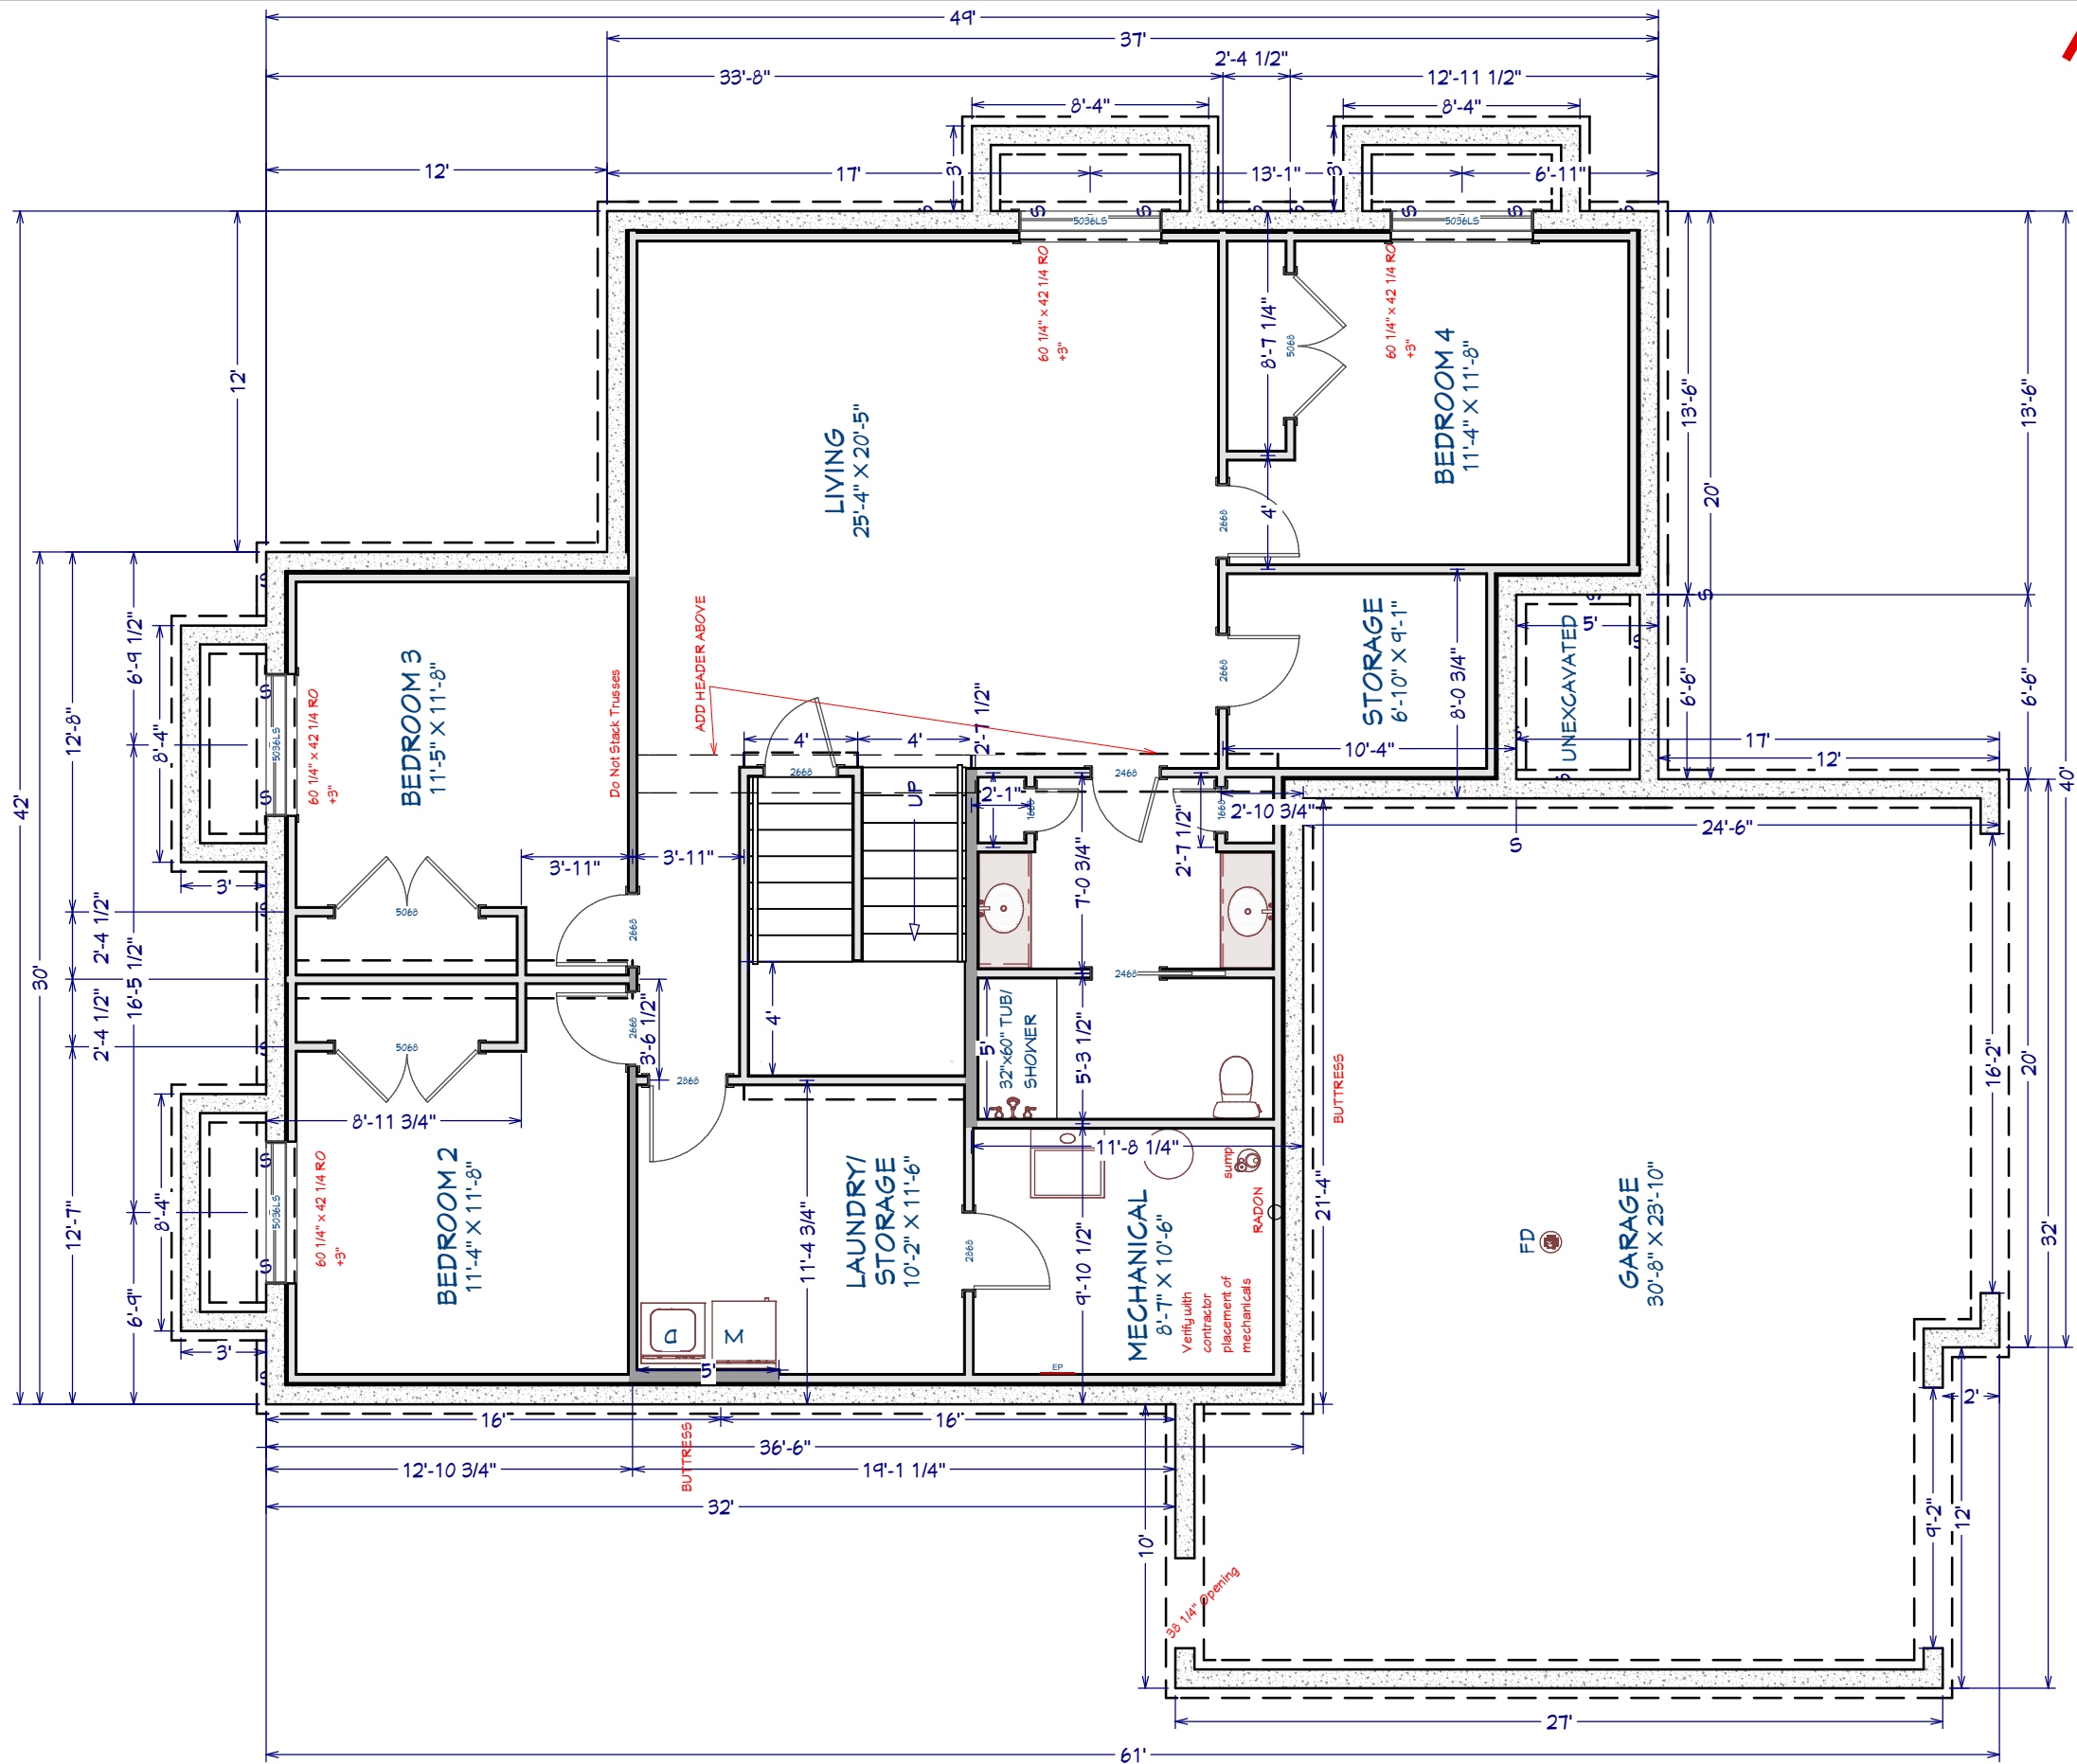 49'
37'
2'-4 1/2"
33'-8"
12'-11 1/2"
8'-4"
8'-4"
12'
17'
3'
13'-1"
3'
6'-11"
S
S
S
S
5036LS
5036LS
60 1/4" x 42 1/4 RO
+3"
60 1/4" x 42 1/4 RO
+3"
8'-7 1/4"
5068
BEDROOM 4
11'-4" X 11'-8"
LIVING
25'-4" X 20'-5"
4'
2668
12'
42'
30'
13'-6"
20'
13'-6"
40'
12'-8"
6'-9 1/2"
8'-4"
5036LS
S
S
60 1/4" x 42 1/4 RO
+3"
BEDROOM 3
11'-5" X 11'-8"
Do Not Stack Trusses
ADD HEADER ABOVE
2668
STORAGE
6'-10" X 9'-1"
8'-0 3/4"
10'-4"
UNEXCAVATED
5'
6'-6"
6'-6"
17'
12'
24'-6"
S
4'
4'
2'-7 1/2"
2668
UP
2468
2'-1"
1668
1668
2'-7 1/2"
2'-10 3/4"
7'-0 3/4"
3'
3'-11"
3'-11"
5068
2668
2'-4 1/2"
2'-4 1/2"
16'-5 1/2"
2668
3'-6 1/2"
4'
2468
5'
32"x60" TUB/
SHOWER
5'-3 1/2"
5068
8'-11 3/4"
2868
BUTTRESS
16'-2"
20'
32'
12'-7"
8'-4"
6'-9"
3'
5036LS
S
S
60 1/4" x 42 1/4 RO
+3"
BEDROOM 2
11'-4" X 11'-8"
11'-4 3/4"
LAUNDRY/
STORAGE
10'-2" X 11'-6"
2868
11'-8 1/4"
9'-10 1/2"
MECHANICAL
8'-7" X 10'-6"
Verify with
contractor
placement of
mechanicals
sump
RADON
21'-4"
FD
GARAGE
30'-8" X 23'-10"
5'
EP
2'
16'
16'
36'-6"
BUTTRESS
12'-10 3/4"
19'-1 1/4"
32'
10'
38 1/4" Opening
9'-2"
12'
27'
61'